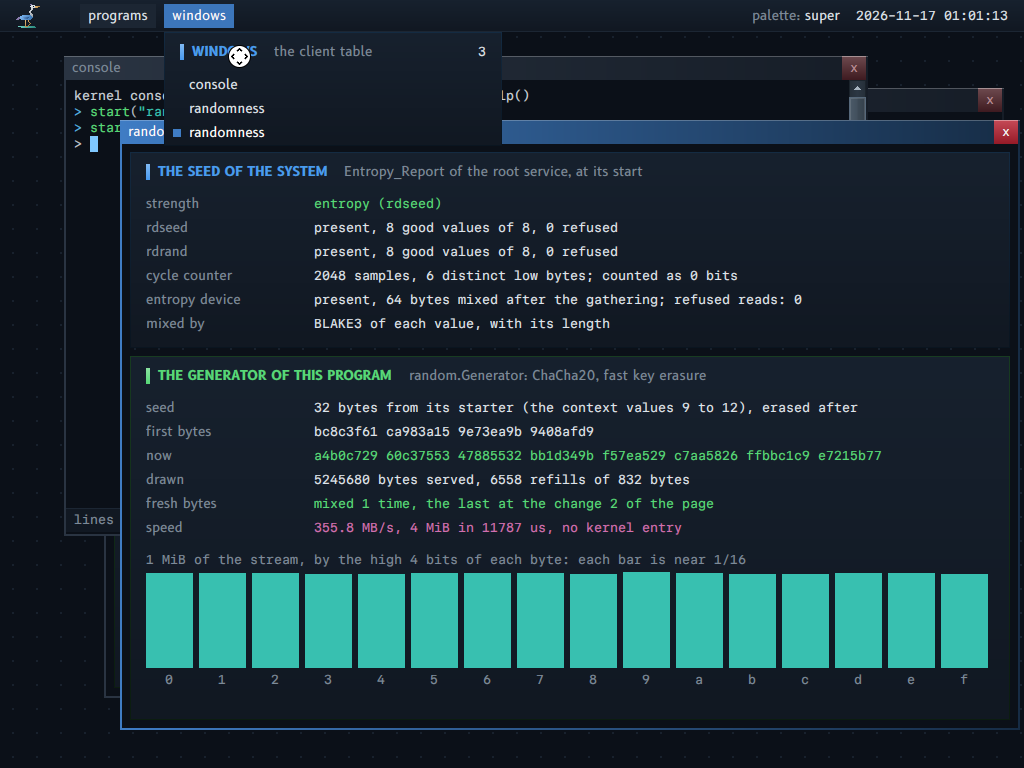 programs windows palette: super 2026-11-17 01:01:13
WINDOWS the client table 3
console x
console
kernel lp()
randomness x
> start("
randomness
>
x
THE SEED OF THE SYSTEM Entropy_Report of the root service, at its start
strength entropy (rdseed)
rdseed present, 8 good values of 8, 0 refused
rdrand present, 8 good values of 8, 0 refused
cycle counter 2048 samples, 6 distinct low bytes; counted as 0 bits
entropy device present, 64 bytes mixed after the gathering; refused reads: 0
mixed by BLAKE3 of each value, with its length
THE GENERATOR OF THIS PROGRAM random.Generator: ChaCha20, fast key erasure
seed 32 bytes from its starter (the context values 9 to 12), erased after
first bytes bc8c3f61 ca983a15 9e73ea9b 9408afd9
now a4b0c729 60c37553 47885532 bb1d349b f57ea529 c7aa5826 ffbbc1c9 e7215b77
drawn 5245680 bytes served, 6558 refills of 832 bytes
fresh bytes mixed 1 time, the last at the change 2 of the page
lines
speed 355.8 MB/s, 4 MiB in 11787 us, no kernel entry
1 MiB of the stream, by the high 4 bits of each byte: each bar is near 1/16
0 1 2 3 4 5 6 7 8 9 a b c d e f